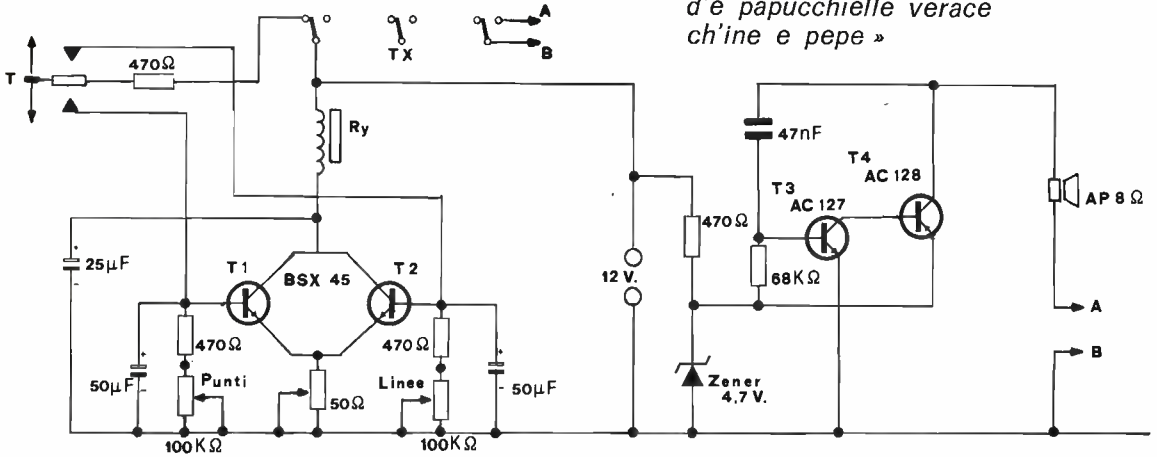 d'e papucchielle verace
ch'ine e pepe »
A
B
TX
T
470Ω
Ry
47nF
T3
AC 127
T4
AC 128
AP 8 Ω
25µF
T1
BSX 45
T2
12 V.
470Ω
68KΩ
470Ω
470Ω
50µF
Punti
50Ω
Linee
50µF
Zener
4,7 V.
A
B
100KΩ
100KΩ